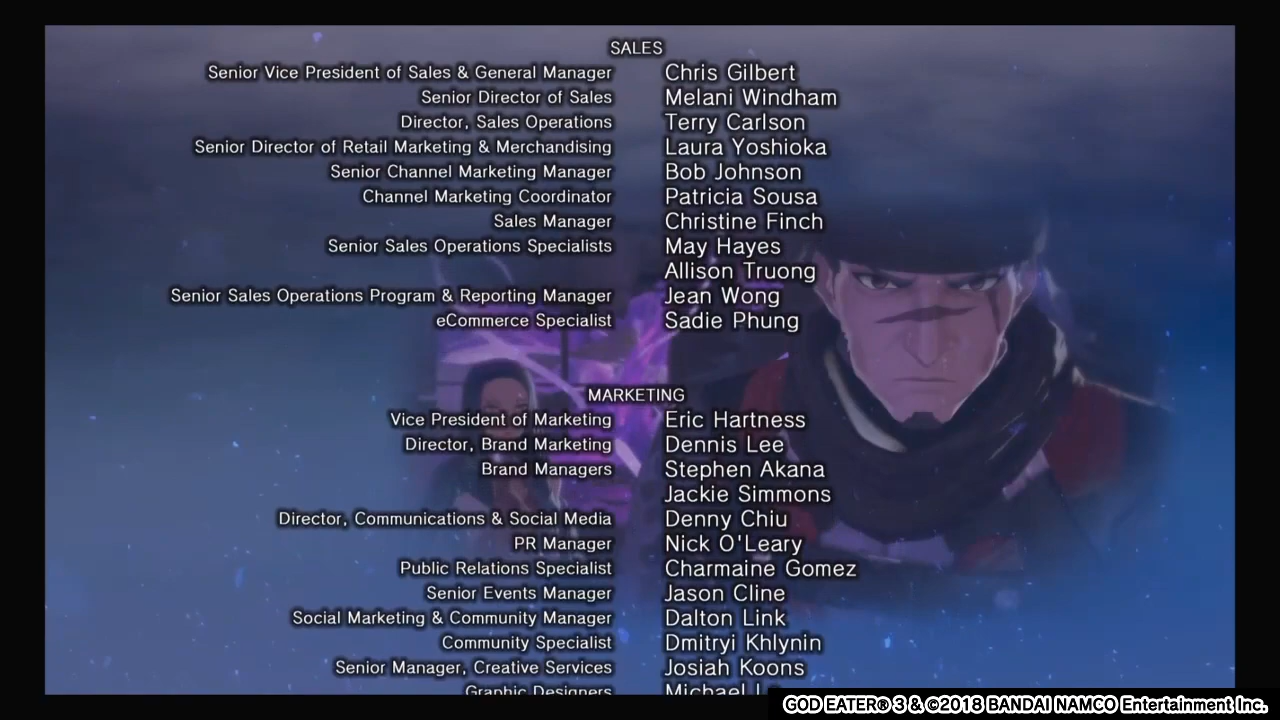 SALES
Senior Vice President of Sales & General Manager Chris Gilbert
Senior Director of Sales Melani Windham
Director, Sales Operations Terry Carlson
Senior Director of Retail Marketing & Merchandising Laura Yoshioka
Senior Channel Marketing Manager Bob Johnson
Channel Marketing Coordinator Patricia Sousa
Sales Manager Christine Finch
Senior Sales Operations Specialists May Hayes
Allison Truong
Senior Sales Operations Program & Reporting Manager Jean Wong
eCommerce Specialist Sadie Phung
MARKETING
Vice President of Marketing Eric Hartness
Director, Brand Marketing Dennis Lee
Brand Managers Stephen Akana
Jackie Simmons
Director, Communications & Social Media Denny Chiu
PR Manager Nick O'Leary
Public Relations Specialist Charmaine Gomez
Senior Events Manager Jason Cline
Social Marketing & Community Manager Dalton Link
Community Specialist Dmitryi Khlynin
Senior Manager, Creative Services Josiah Koons
Graphic Designers Michael
GOD EATER® 3 & ©2018 BANDAI NAMCO Entertainment Inc.